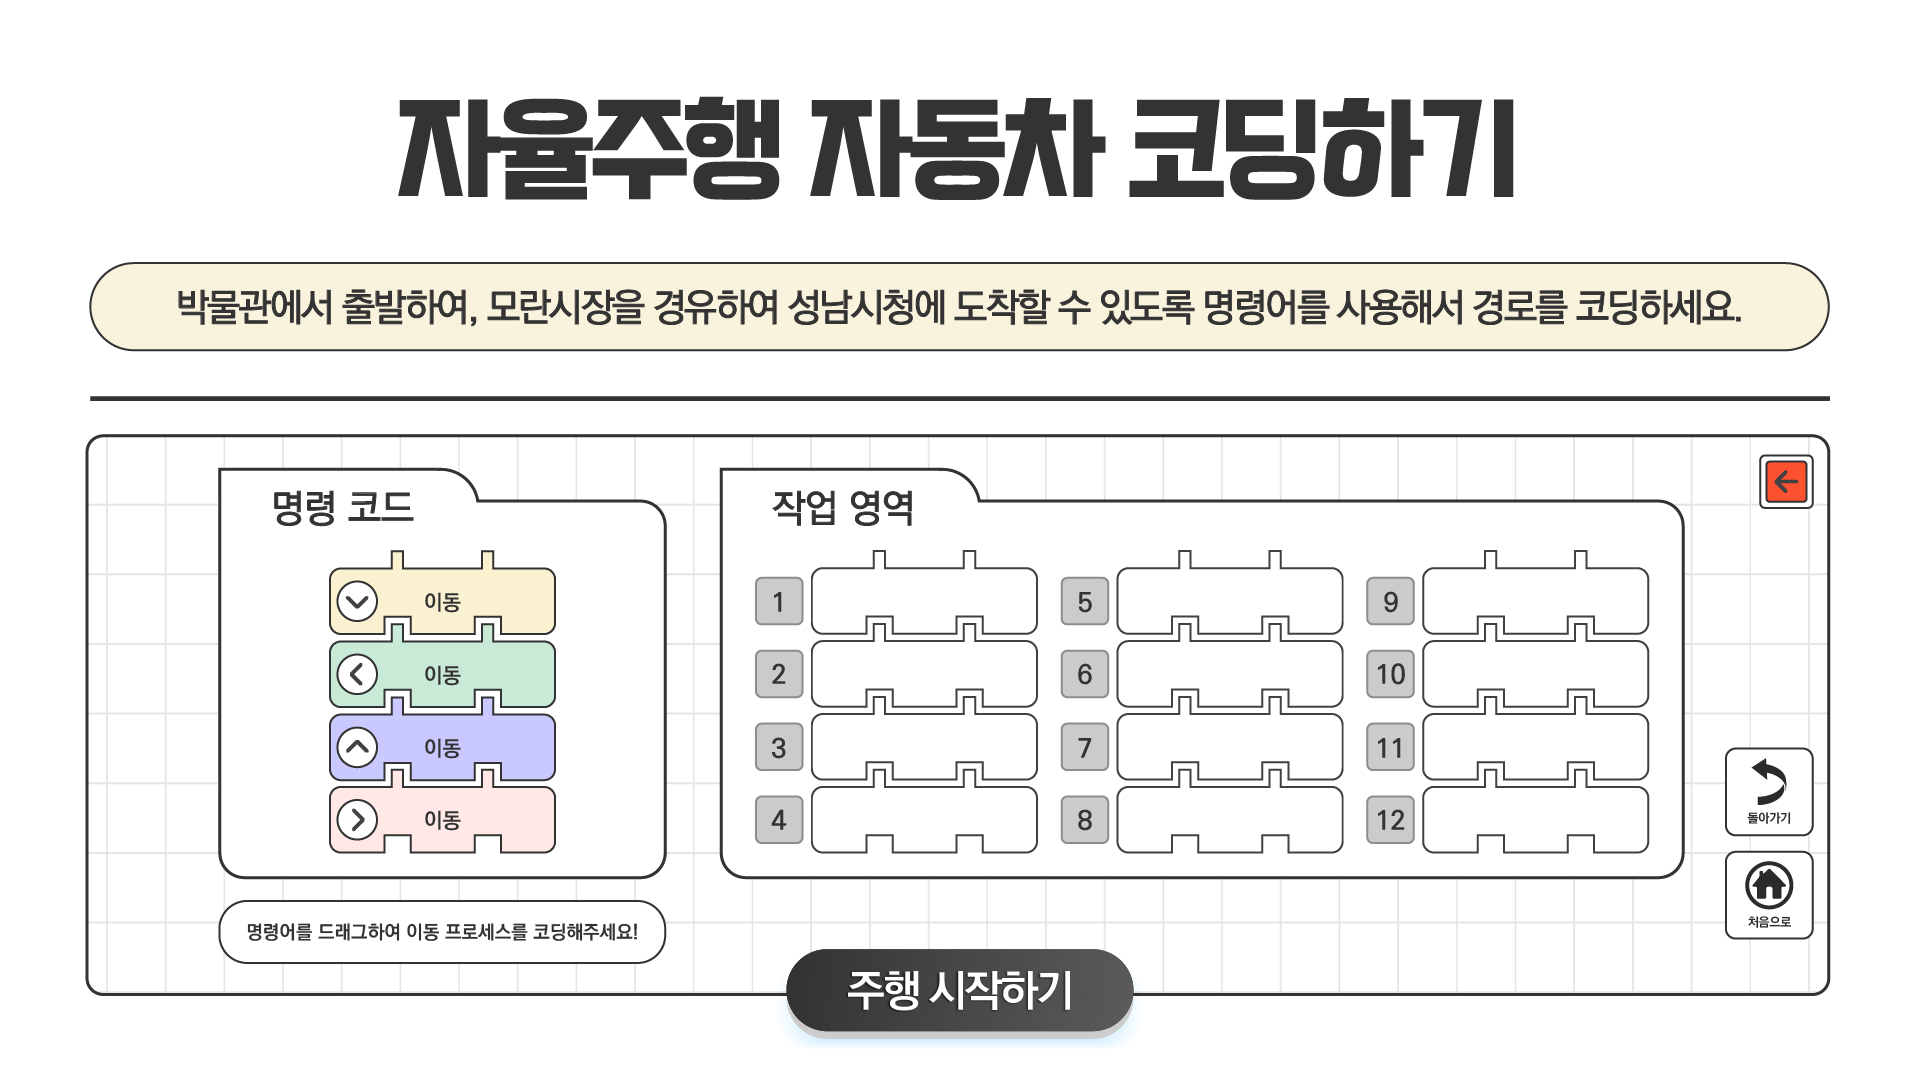 자율주행 자동차 코딩하기
박물관에서 출발하여, 모란시장을 경유하여 성남시청에 도착할 수 있도록 명령어를 사용해서 경로를 코딩하세요.
명령 코드
이동
이동
이동
이동
명령어를 드래그하여 이동 프로세스를 코딩해주세요!
작업 영역
1
2
3
4
5
6
7
8
9
10
11
12
돌아가기
처음으로
주행 시작하기